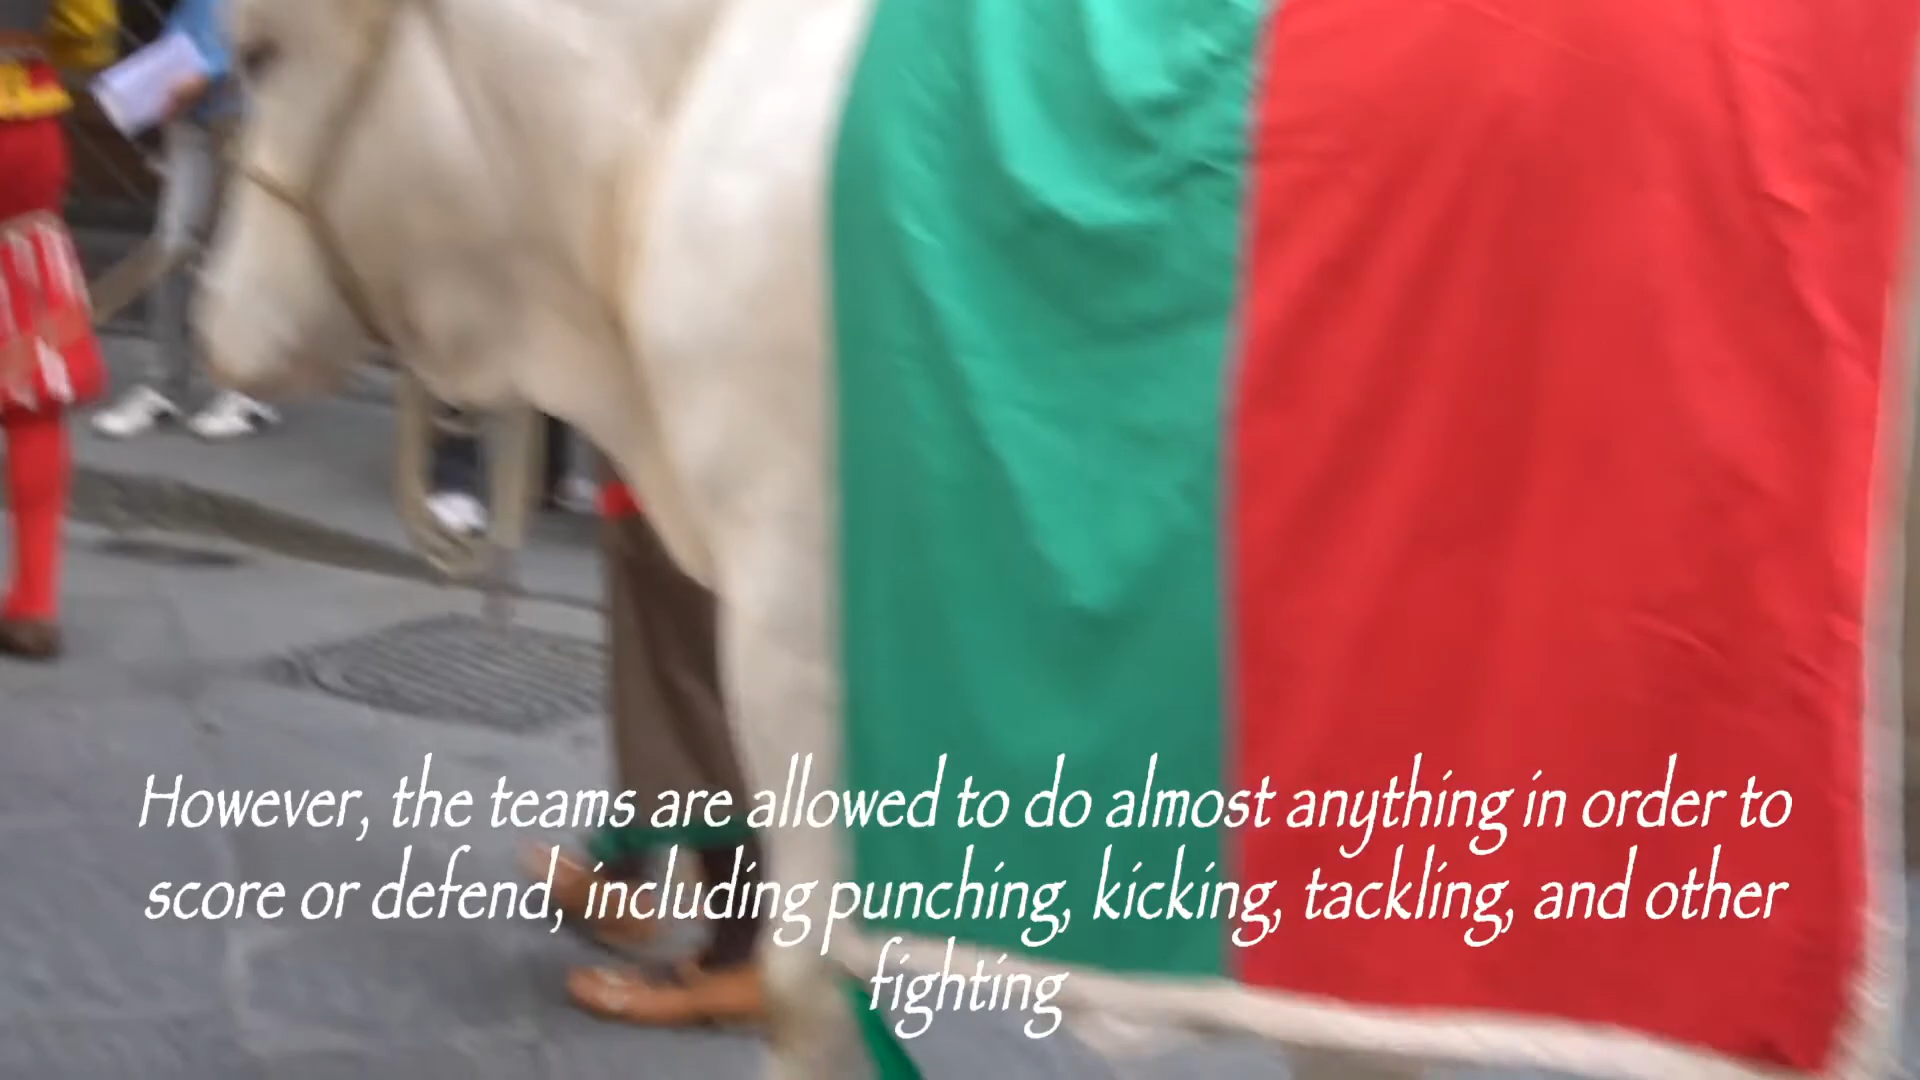 However, the teams are allowed to do almost anything in order to
score or defend, including punching, kicking, tackling, and other
fighting